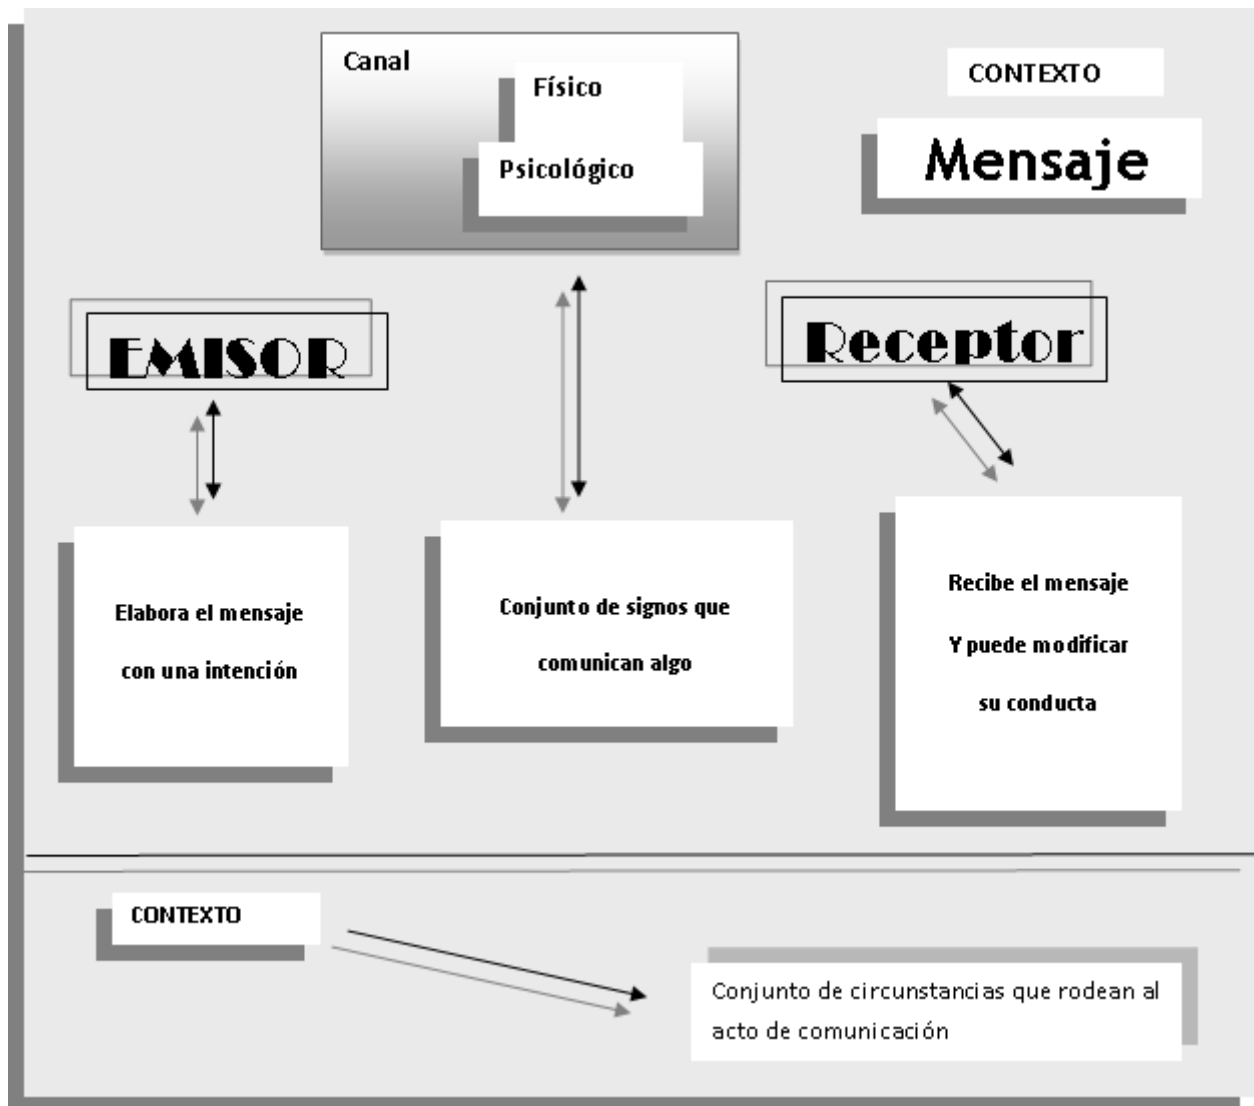 Canal
Físico
Psicológico
CONTEXTO
Mensaje
EMISOR
Receptor
Elabora el mensaje
con una intención
Conjunto de signos que
comunican algo
Recibe el mensaje
Y puede modificar
su conducta
CONTEXTO
Conjunto de circunstancias que rodean al
acto de comunicación